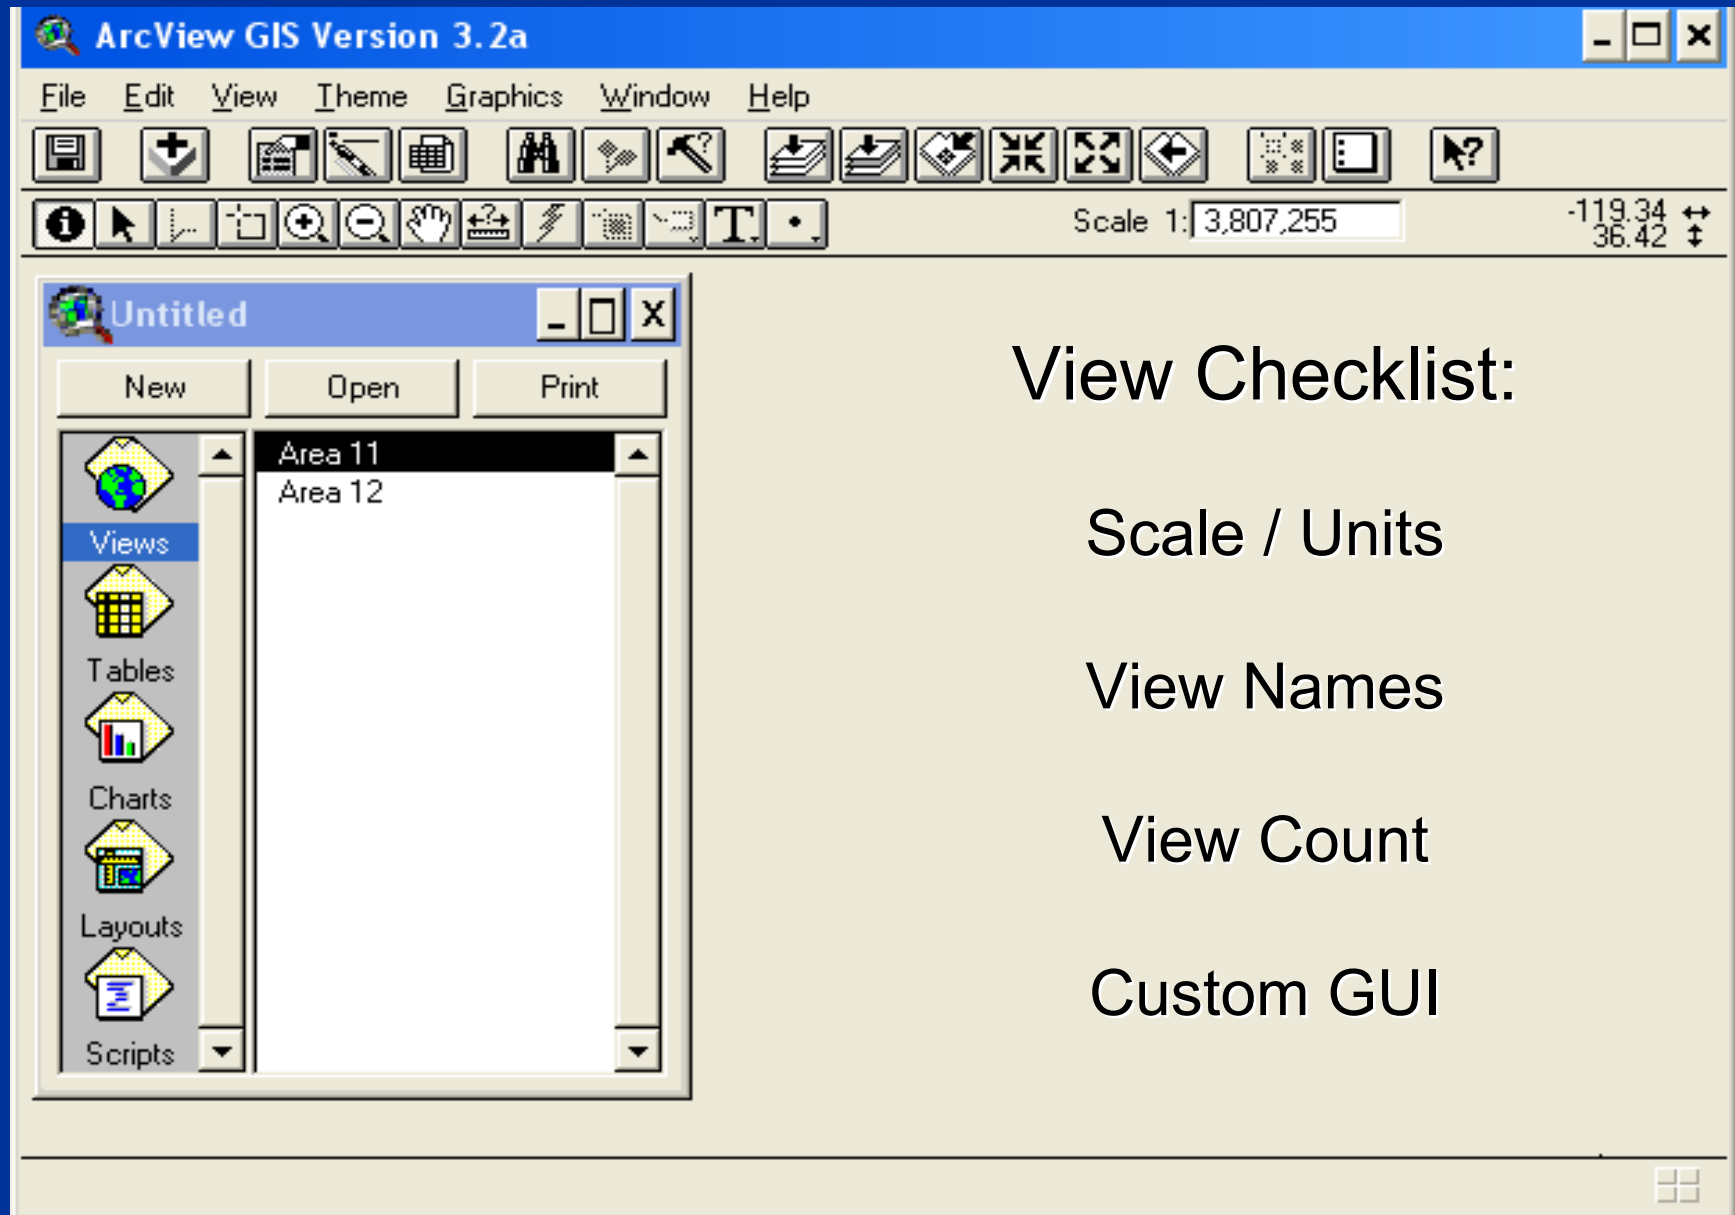 ArcView GIS Version 3.2a
File Edit View Theme Graphics Window Help
Scale 1: 3,807,255
-119.34
36.42
Untitled
New Open Print
Area 11
Area 12
Views
Tables
Charts
Layouts
Scripts
View Checklist:
Scale / Units
View Names
View Count
Custom GUI